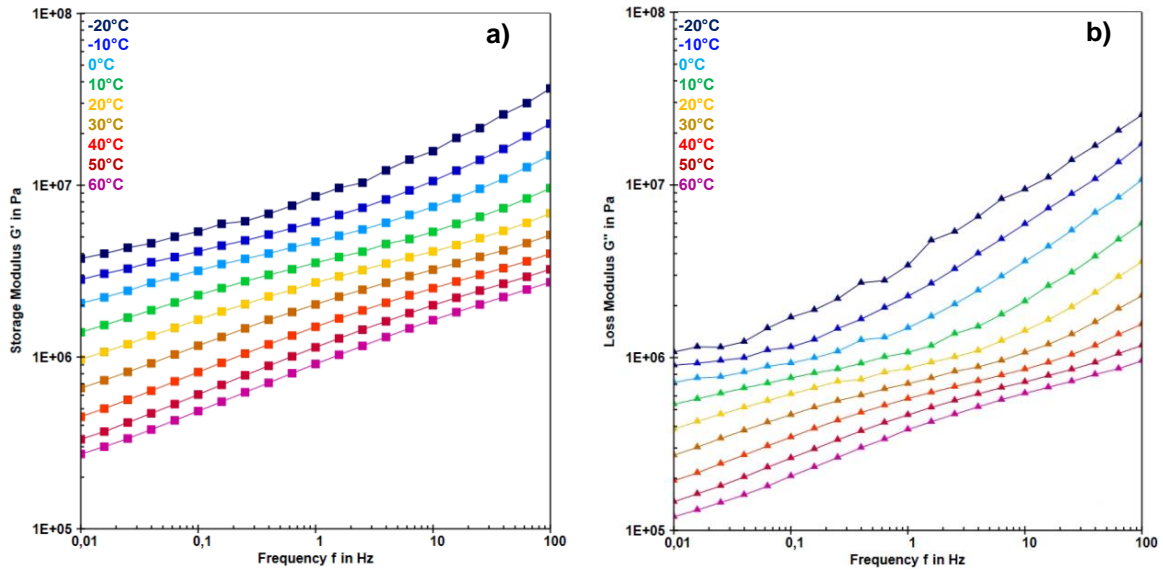 a)
1E+08
-20°C
-10°C
0°C
10°C
20°C
30°C
40°C
50°C
60°C
1E+07
1E+06
1E+05
Storage Modulus G' in Pa
0,01
0,1
1
10
100
Frequency f in Hz
b)
1E+08
-20°C
-10°C
0°C
10°C
20°C
30°C
40°C
50°C
60°C
1E+07
1E+06
1E+05
Loss Modulus G'' in Pa
0,01
0,1
1
10
100
Frequency f in Hz